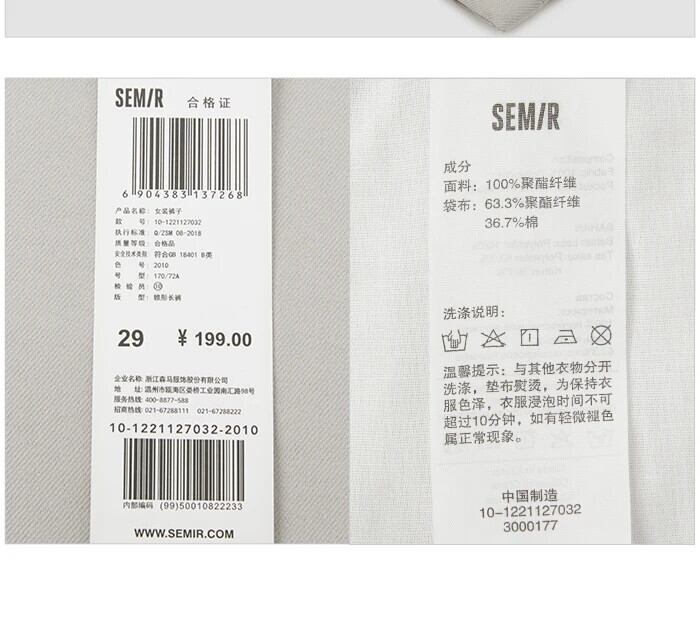 SEMIR 合格证
6 904383 137268
产品名称: 女装裤子
款 号: 10-1221127032
执行标准: Q/ZSM 08-2018
质量等级: 合格品
安全技术类别: 符合GB 18401 B类
色 号: 2010
号 型: 170/72A
检 验 员: 10
版 型: 锥形长裤
29 ¥ 199.00
企业名称: 浙江森马服饰股份有限公司
地 址: 温州市瓯海区娄桥工业园南汇路98号
服务热线: 400-8877-588
招商热线: 021-67288111 021-67288222
10-1221127032-2010
内部编码 (99)50010822233
WWW.SEMIR.COM
SEMIR
成分
面料: 100%聚酯纤维
袋布: 63.3%聚酯纤维
36.7%棉
洗涤说明:
温馨提示: 与其他衣物分开
洗涤, 垫布熨烫, 为保持衣
服色泽, 衣服浸泡时间不可
超过10分钟, 如有轻微褪色
属正常现象。
中国制造
10-1221127032
3000177